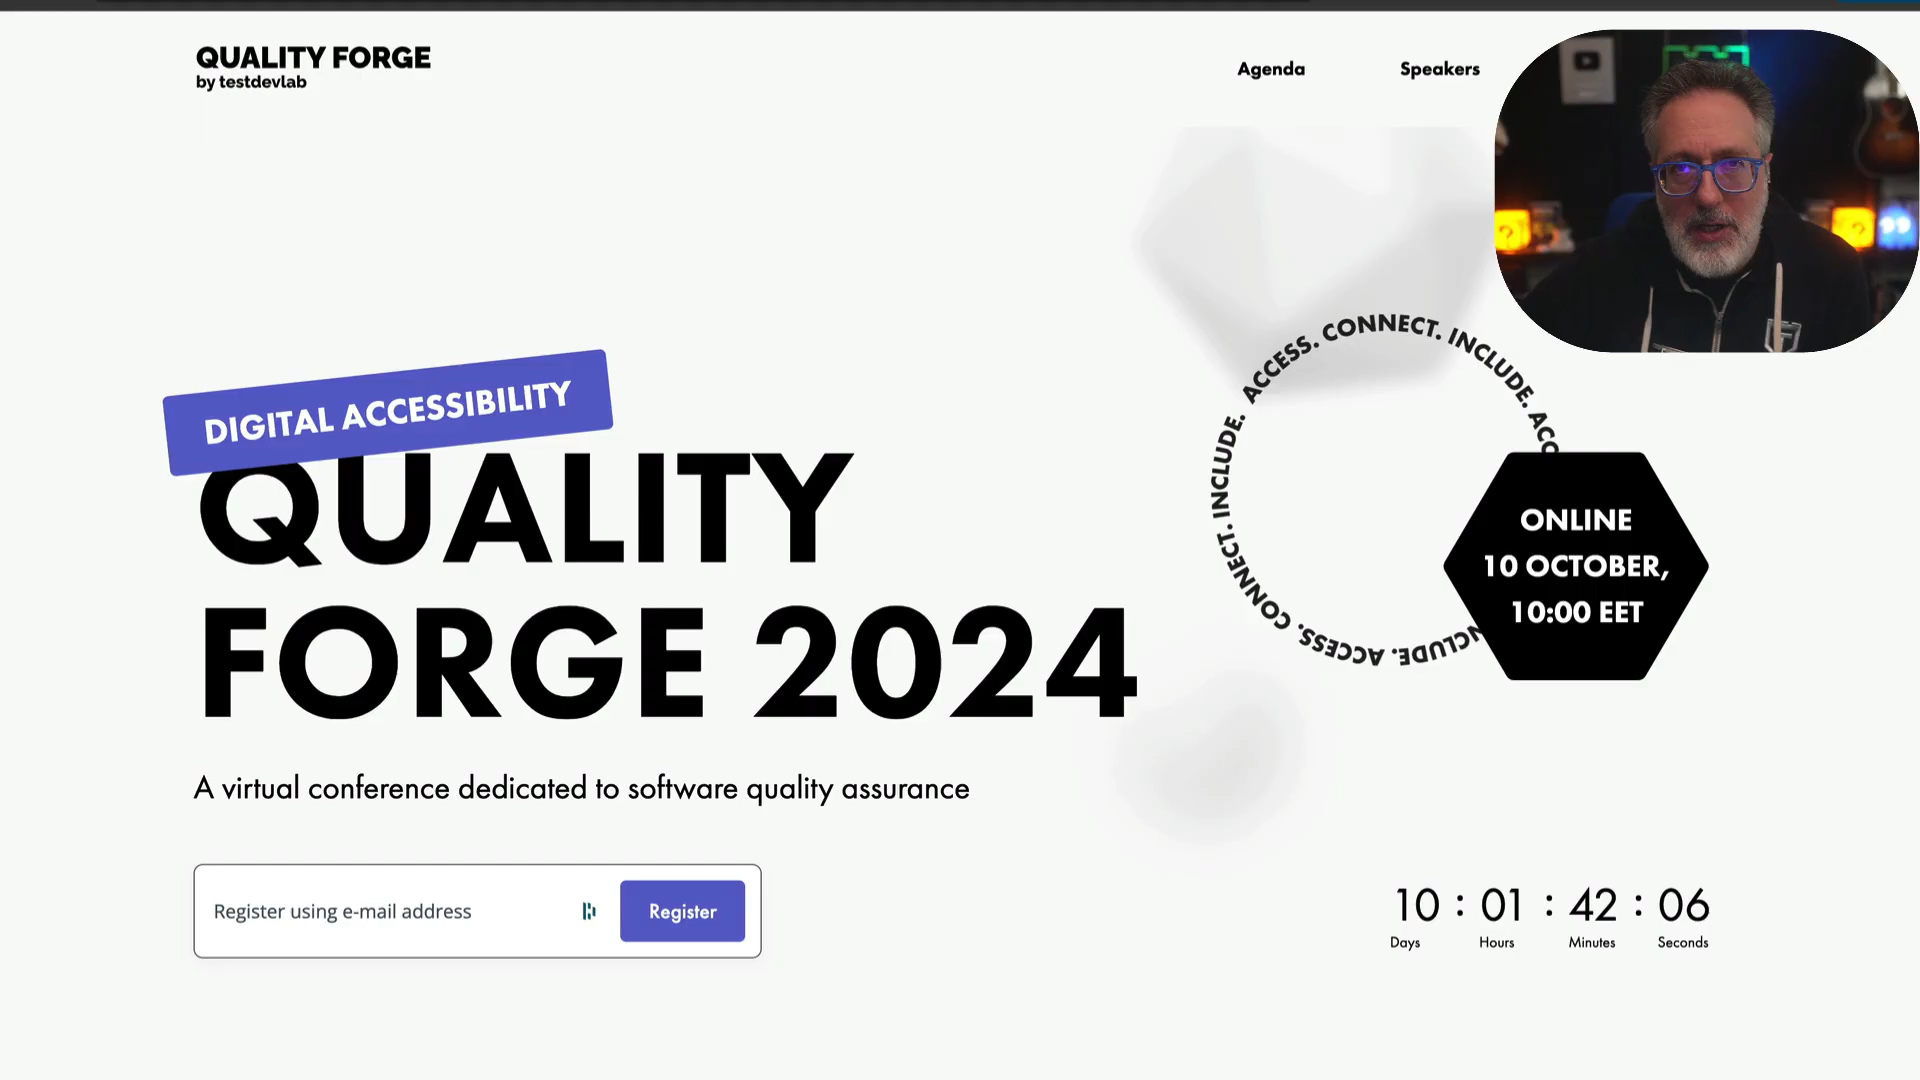 QUALITY FORGE
by testdevlab
Agenda
Speakers
ACCESS. CONNECT. INCLUDE. ACC
NCLUDE. ACCESS. CONNECT. INCLUDE.
DIGITAL ACCESSIBILITY
QUALITY
FORGE 2024
ONLINE
10 OCTOBER,
10:00 EET
A virtual conference dedicated to software quality assurance
Register using e-mail address
Register
10 : 01 : 42 : 06
Days Hours Minutes Seconds